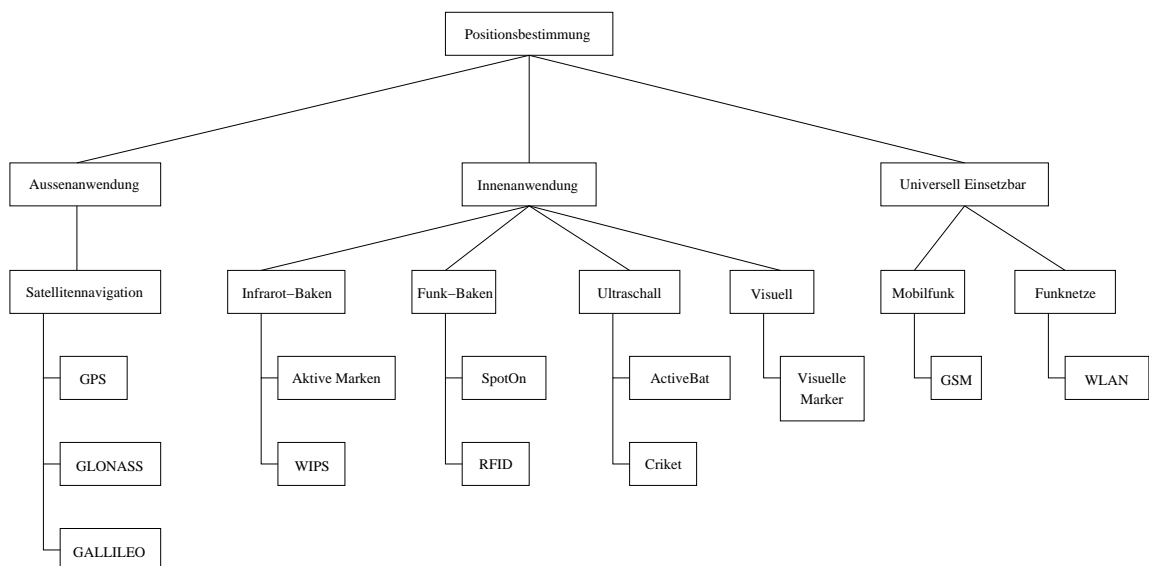 Positionsbestimmung
Aussenanwendung
Innenanwendung
Universell Einsetzbar
Satellitennavigation
Infrarot–Baken
Funk–Baken
Ultraschall
Visuell
Mobilfunk
Funknetze
GPS
Aktive Marken
SpotOn
ActiveBat
Visuelle
Marker
GSM
WLAN
GLONASS
WIPS
RFID
Criket
GALLILEO